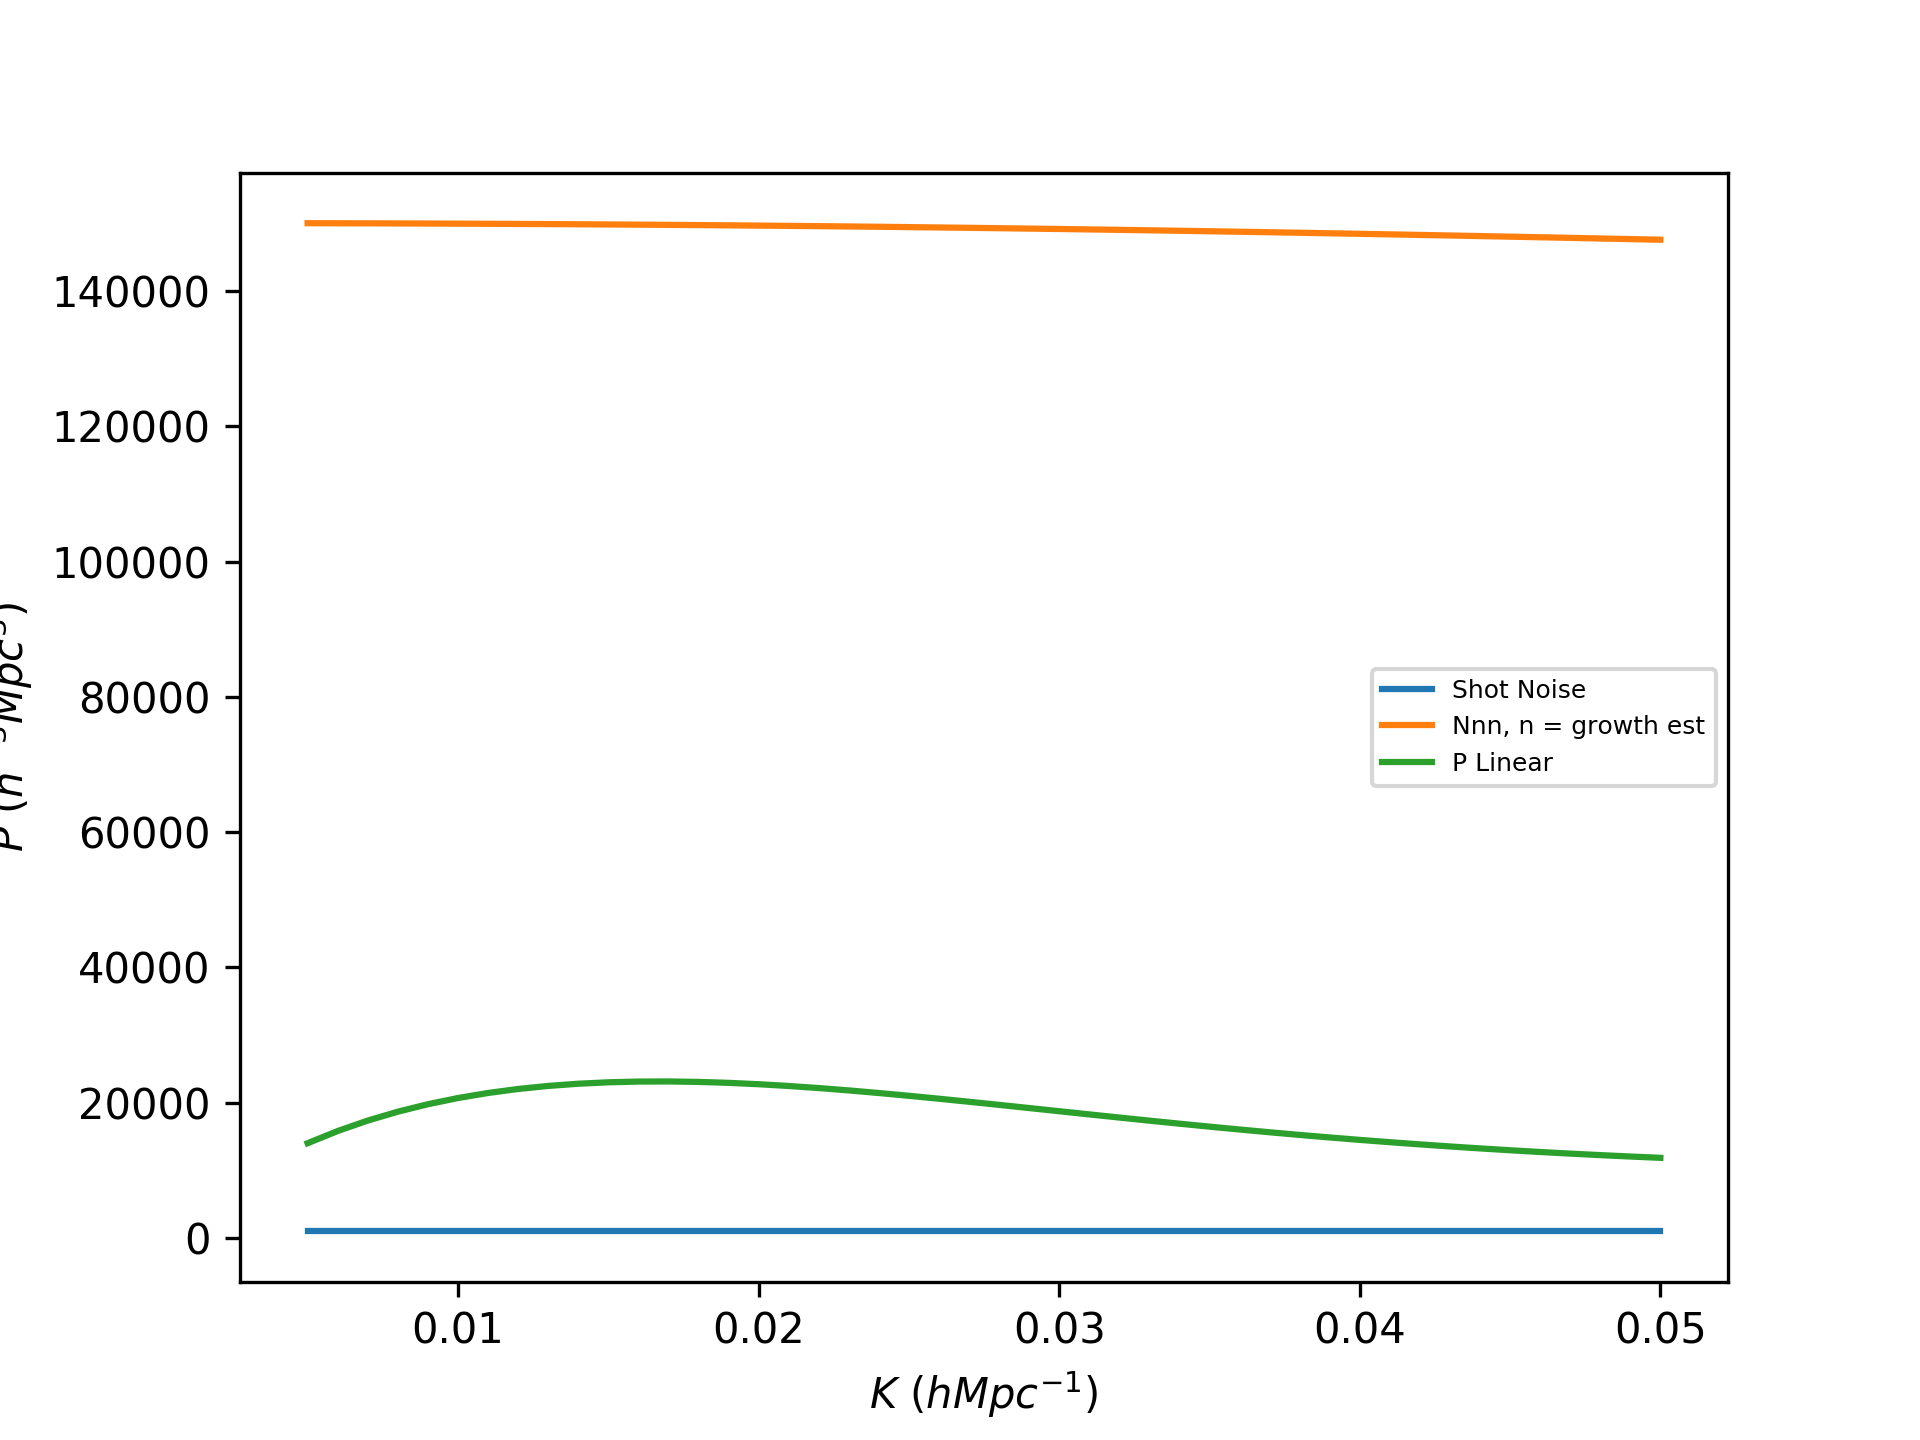 140000
120000
100000
80000
60000
40000
20000
0
P (h Mpc³)
Shot Noise
Nnn, n = growth est
P Linear
0.01 0.02 0.03 0.04 0.05
K (hMpc⁻¹)